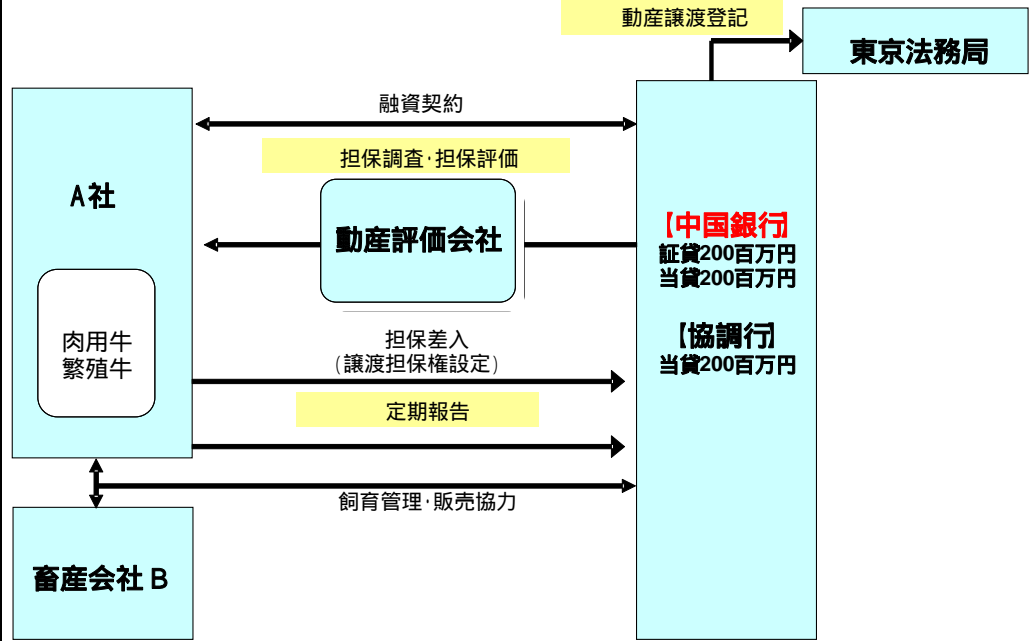 動産譲渡登記
東京法務局
融資契約
担保調査・担保評価
A社
動産評価会社
【中国銀行】
証貸200百万円
当貸200百万円
【協調行】
当貸200百万円
肉用牛
繁殖牛
担保差入
(譲渡担保権設定)
定期報告
飼育管理・販売協力
畜産会社B